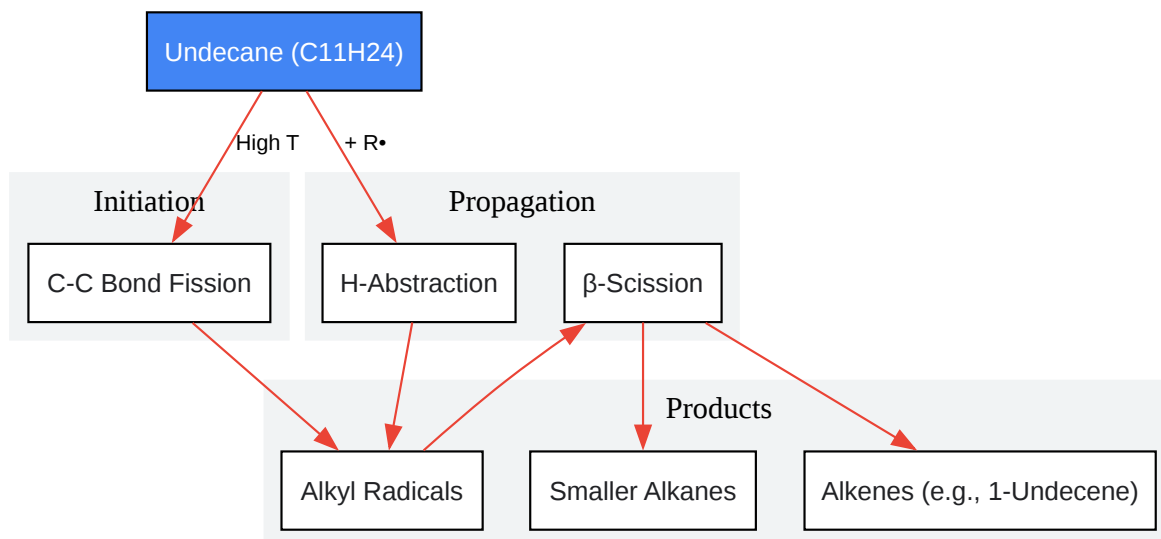 Undecane (C11H24)
High T
+ R•
Initiation
Propagation
C-C Bond Fission
H-Abstraction
β-Scission
Products
Alkyl Radicals
Smaller Alkanes
Alkenes (e.g., 1-Undecene)